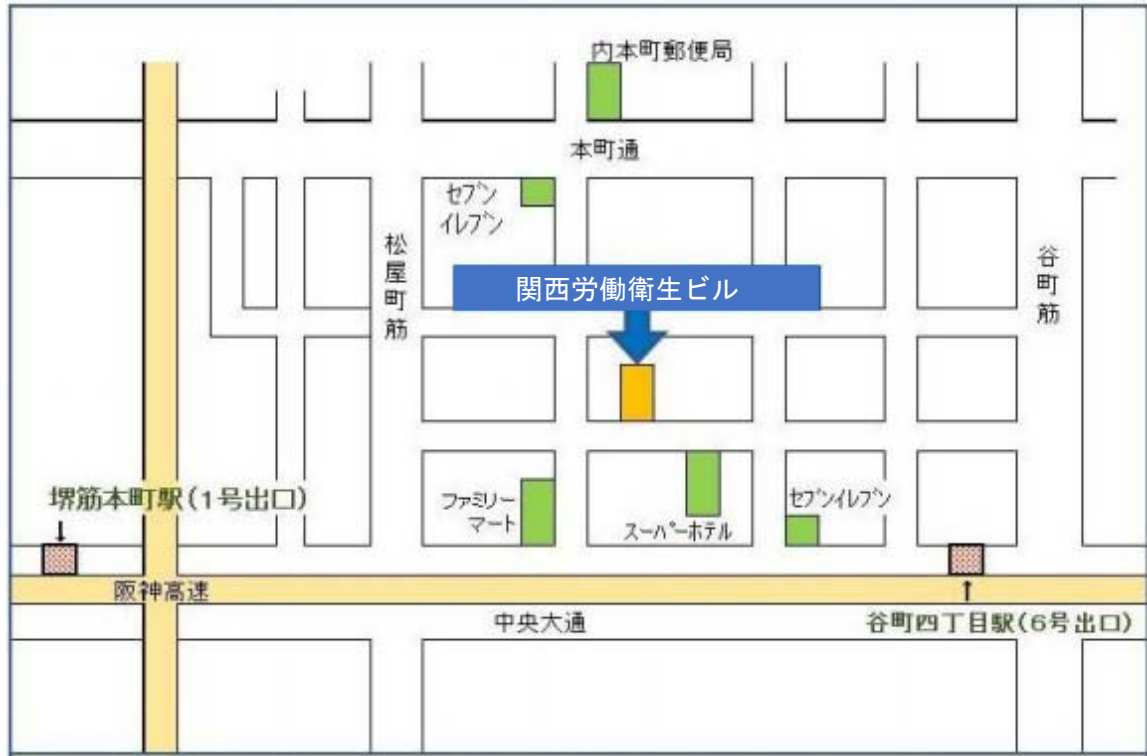 内本町郵便局
本町通
セブン
イレブン
松屋町筋
谷町筋
関西労働衛生ビル
堺筋本町駅(1号出口)
↓
ファミリー
マート
スーパーホテル
セブンイレブン
阪神高速
↑
中央大通
谷町四丁目駅(6号出口)